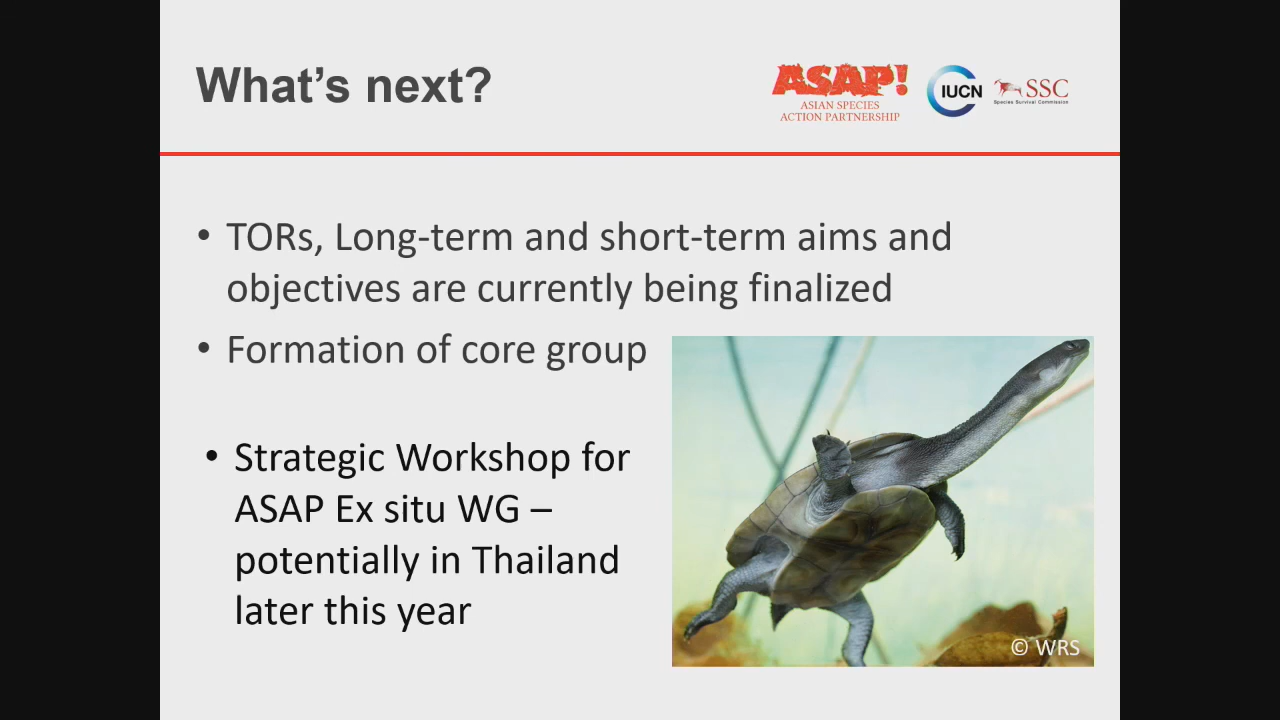 What's next?
ASAP!
ASIAN SPECIES
ACTION PARTNERSHIP
IUCN
SSC
Species Survival Commission
• TORs, Long-term and short-term aims and
objectives are currently being finalized
• Formation of core group
• Strategic Workshop for
ASAP Ex situ WG –
potentially in Thailand
later this year
© WRS